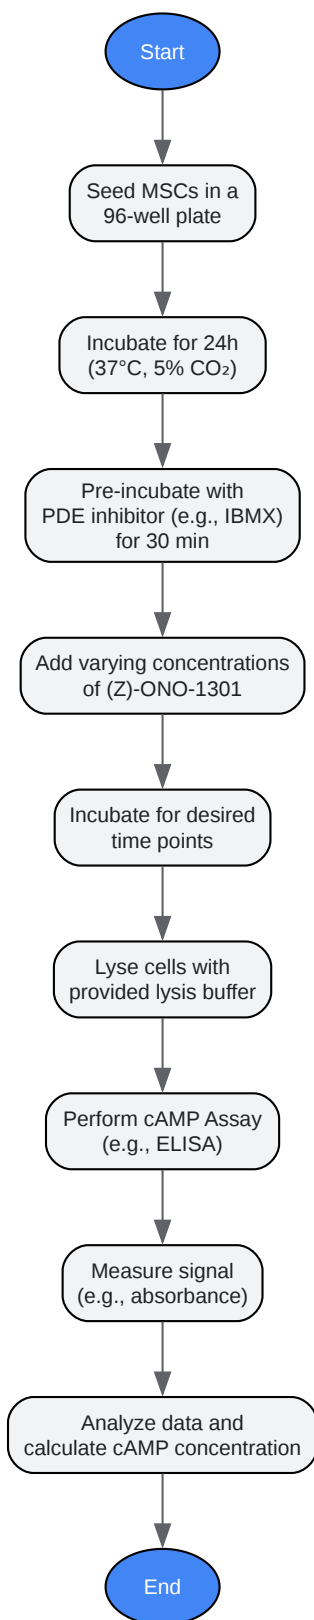 Start
Seed MSCs in a
96-well plate
Incubate for 24h
(37°C, 5% CO₂)
Pre-incubate with
PDE inhibitor (e.g., IBMX)
for 30 min
Add varying concentrations
of (Z)-ONO-1301
Incubate for desired
time points
Lyse cells with
provided lysis buffer
Perform cAMP Assay
(e.g., ELISA)
Measure signal
(e.g., absorbance)
Analyze data and
calculate cAMP concentration
End